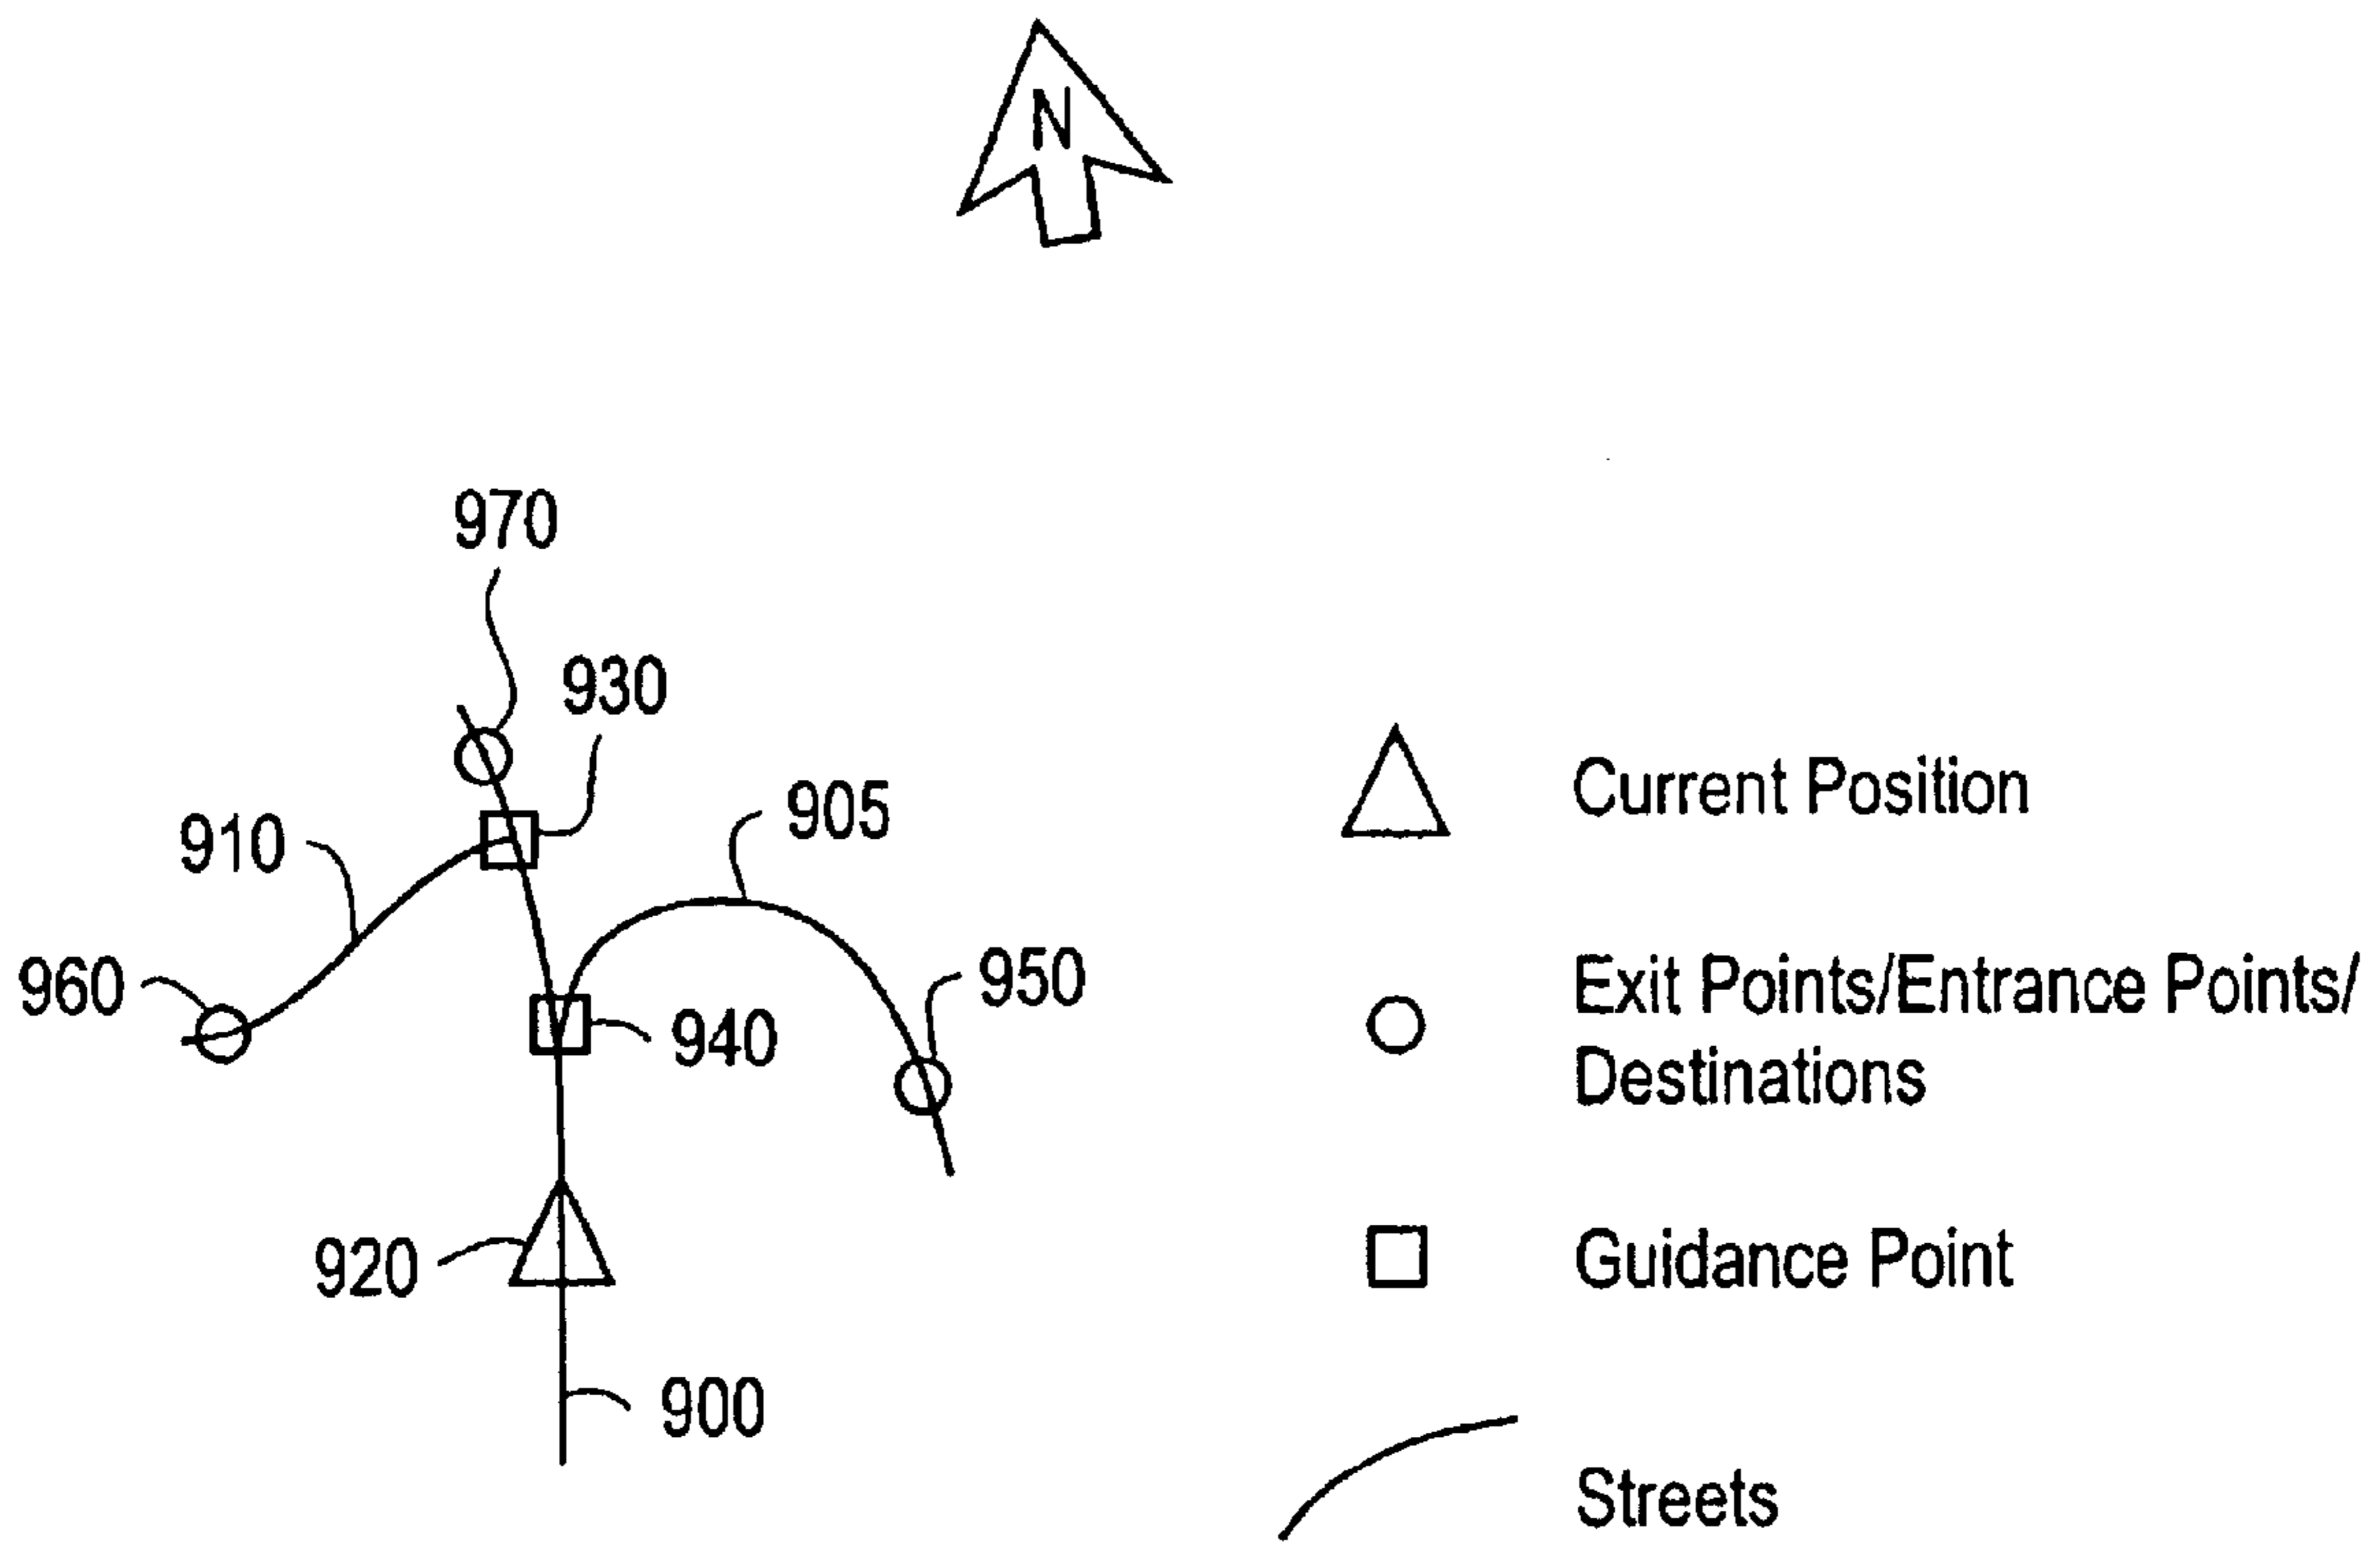 N
970
930
905
910
950
960
940
920
900
Current Position
Exit Points/Entrance Points/
Destinations
Guidance Point
Streets